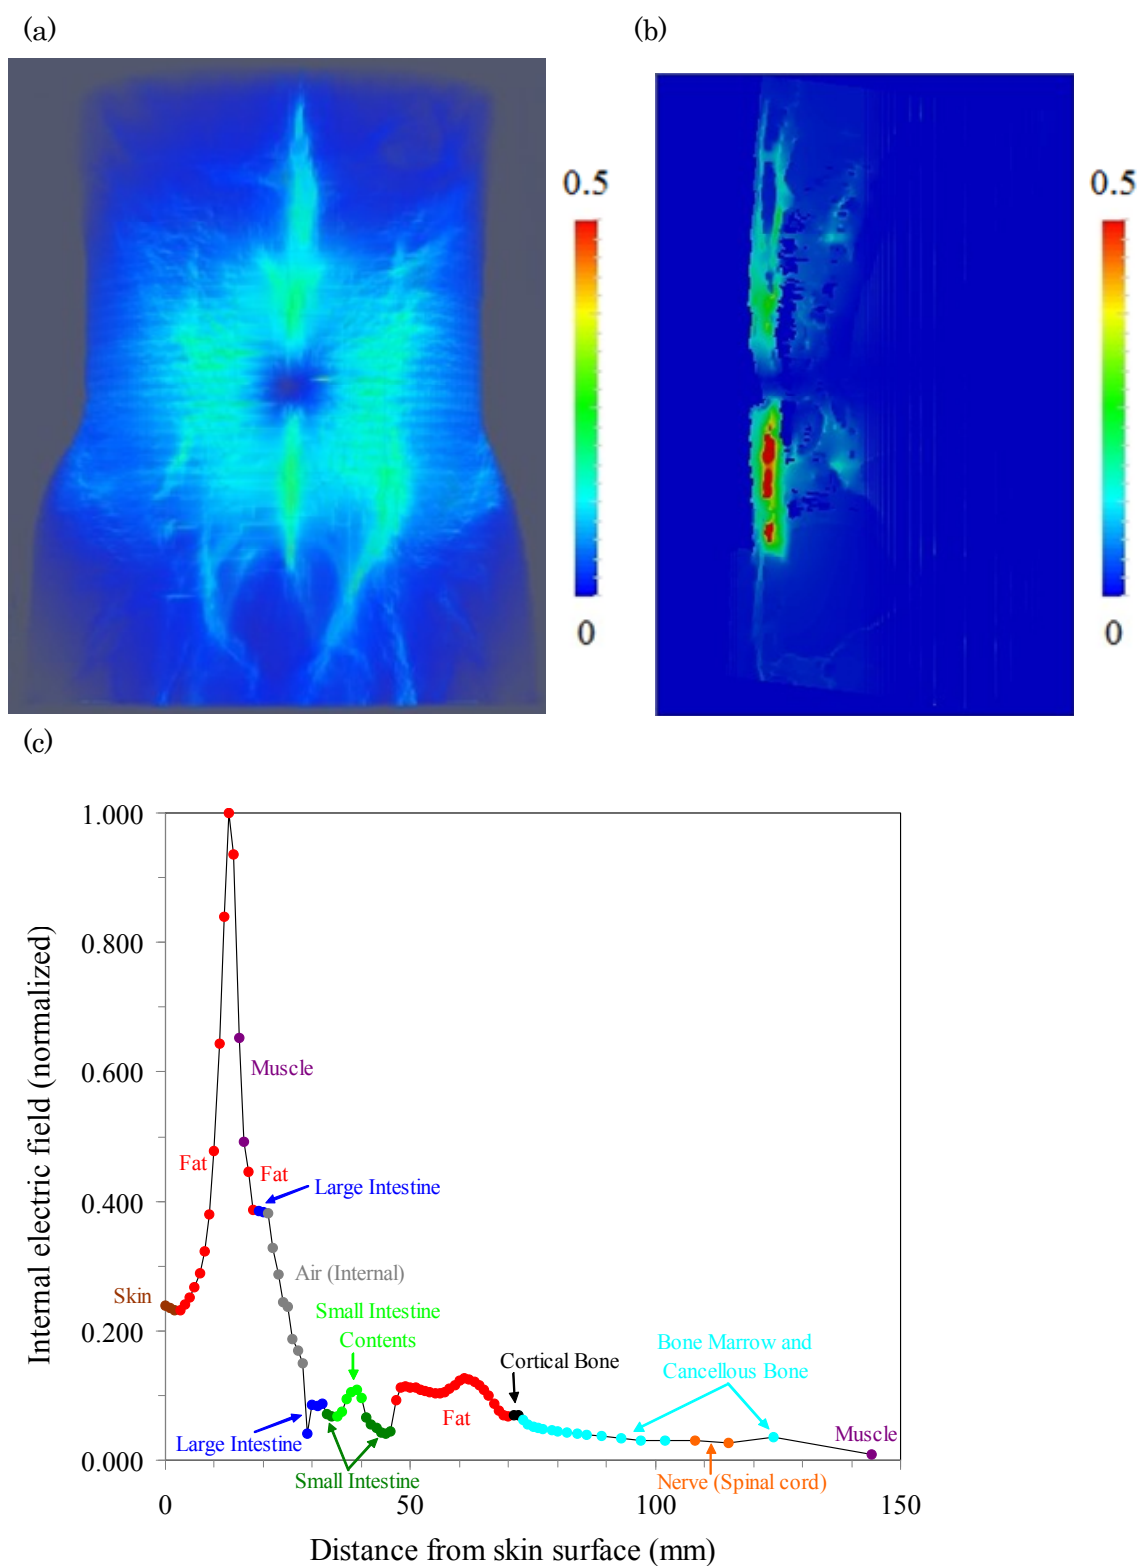 (a)
(b)
0.5
0
0.5
0
(c)
1.000
0.800
0.600
0.400
0.200
0.000
Internal electric field (normalized)
Muscle
Fat
Fat
Large Intestine
Skin
Air (Internal)
Small Intestine
Contents
Large Intestine
Small Intestine
Fat
Cortical Bone
Bone Marrow and
Cancellous Bone
Nerve (Spinal cord)
Muscle
0
50
100
150
Distance from skin surface (mm)